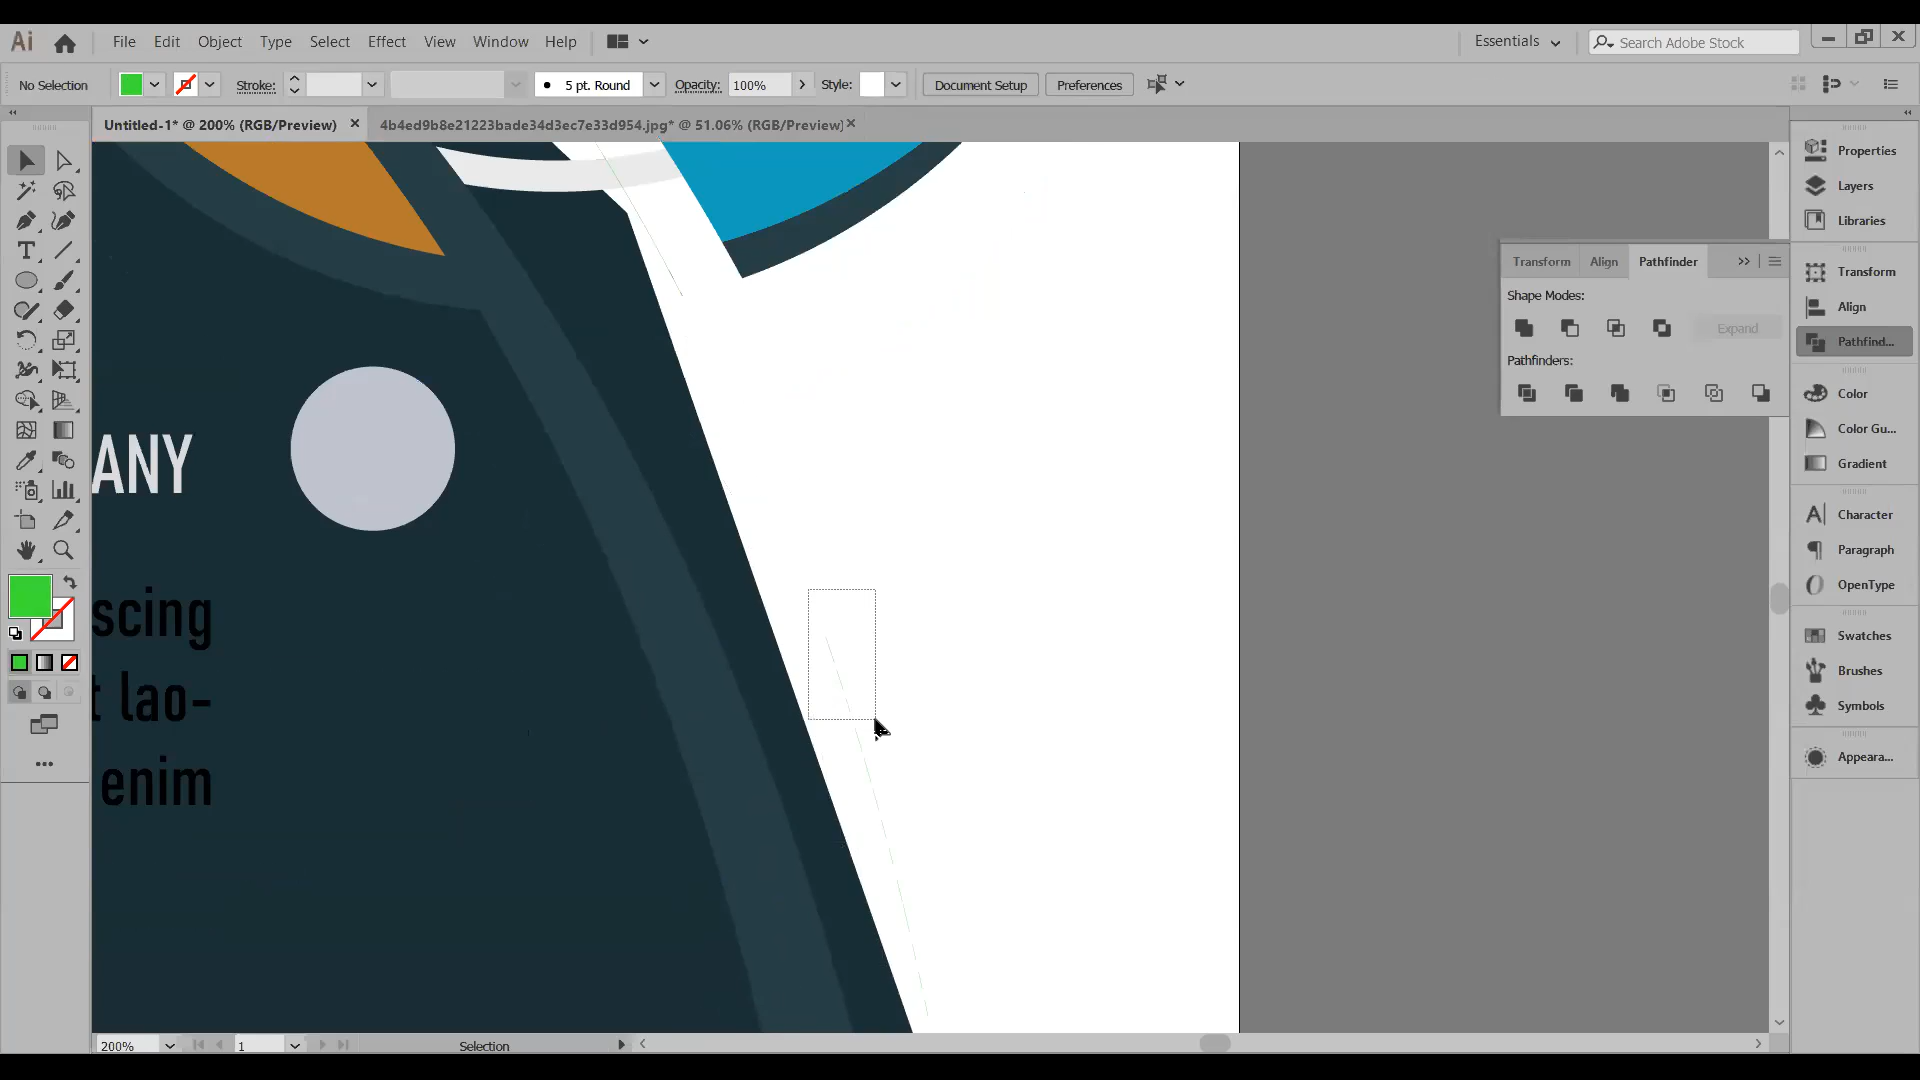 Ai File Edit Object Type Select Effect View Window Help Essentials Search Adobe Stock
No Selection Stroke: 5 pt. Round Opacity: 100% Style: Document Setup Preferences
Untitled-1* @ 200% (RGB/Preview) 4b4ed9b8e21223bade34d3ec7e33d954.jpg* @ 51.06% (RGB/Preview)
Properties
Layers
Libraries
Transform Align Pathfinder
Shape Modes:
Expand
Pathfinders:
Transform
Align
Pathfind...
Color
Color Gu...
Gradient
Character
Paragraph
OpenType
Swatches
Brushes
Symbols
Appeara...
ANY
scing
t lao-
enim
200% 1 Selection